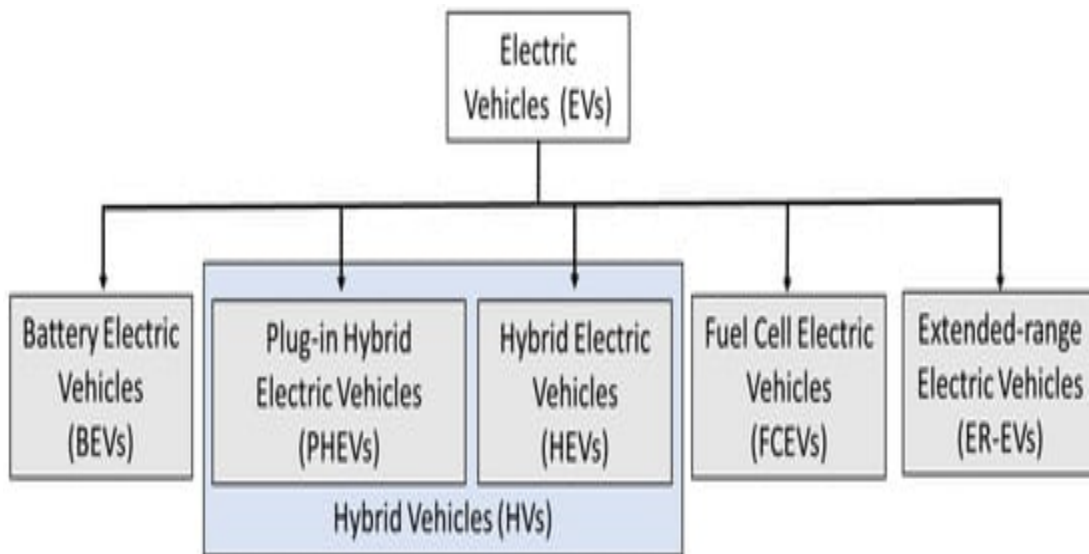 Electric
Vehicles (EVs)
Battery Electric
Vehicles
(BEVs)
Plug-in Hybrid
Electric Vehicles
(PHEVs)
Hybrid Electric
Vehicles
(HEVs)
Fuel Cell Electric
Vehicles
(FCEVs)
Extended-range
Electric Vehicles
(ER-EVs)
Hybrid Vehicles (HVs)